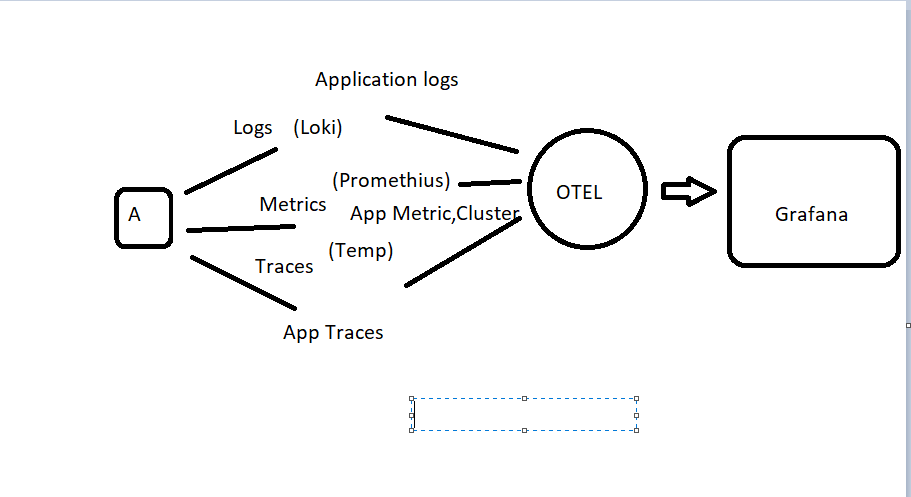 Application logs
Logs (Loki)
(Promethius)
A
Metrics
App Metric,Cluster
OTEL
Grafana
(Temp)
Traces
App Traces